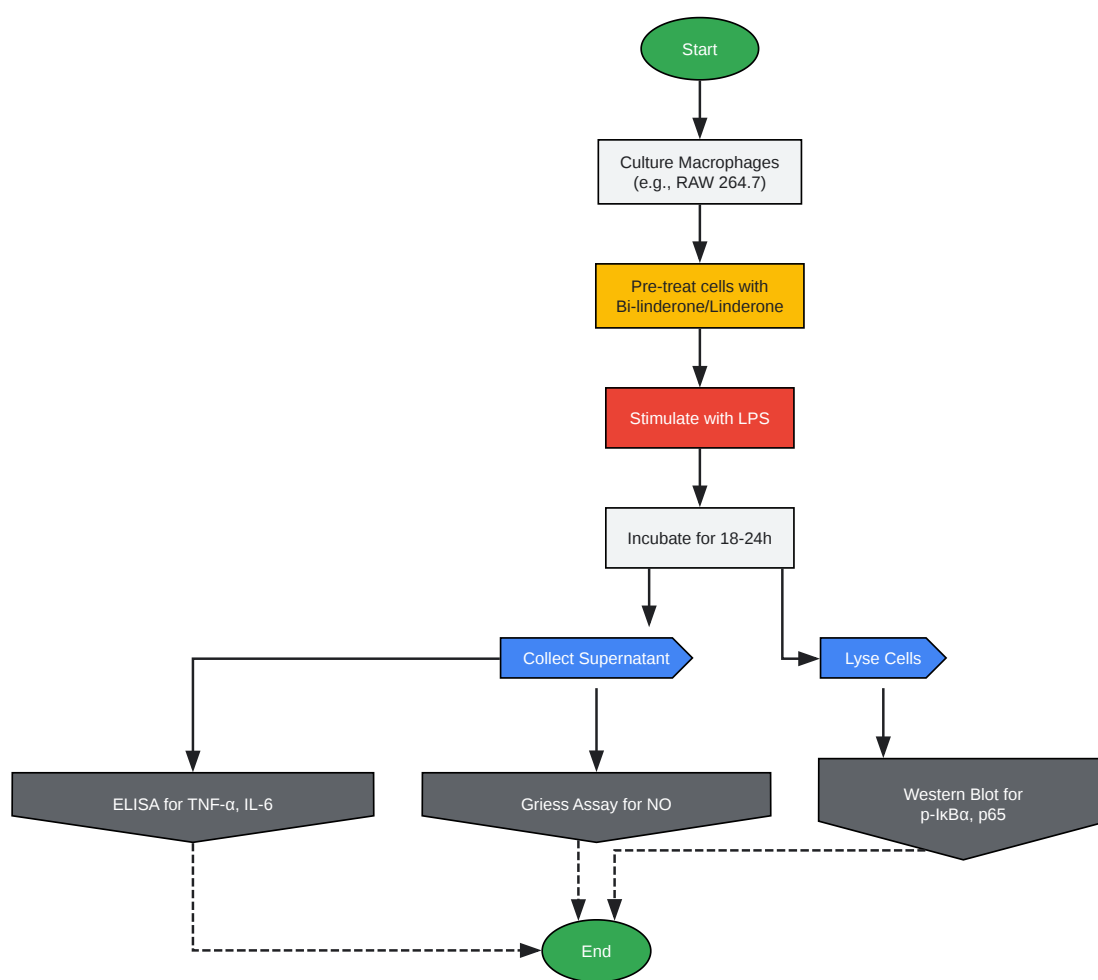 Start
Culture Macrophages
(e.g., RAW 264.7)
Pre-treat cells with
Bi-linderone/Linderone
Stimulate with LPS
Incubate for 18-24h
Collect Supernatant
Lyse Cells
ELISA for TNF-α, IL-6
Griess Assay for NO
Western Blot for
p-IκBα, p65
End